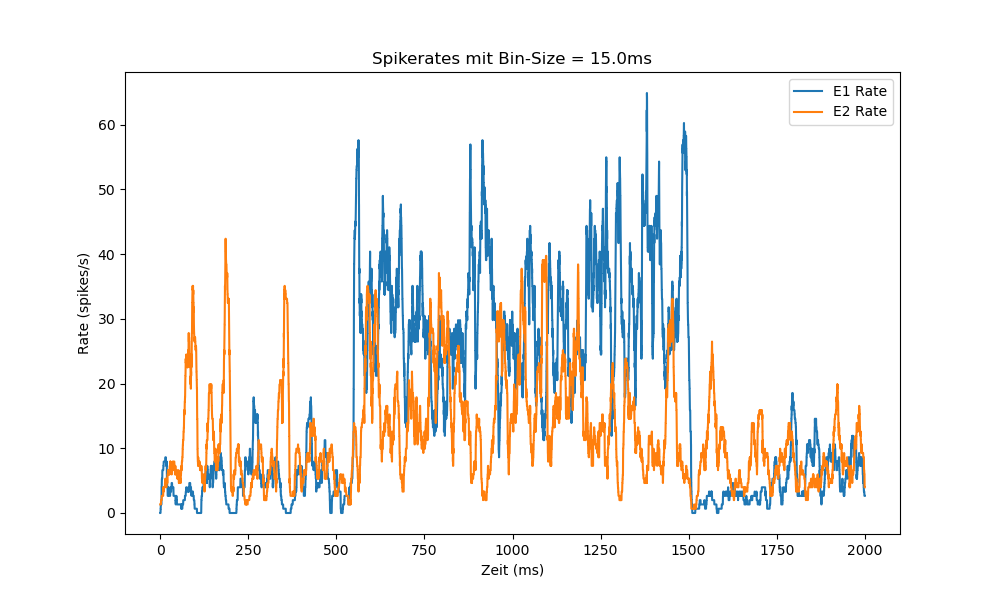 Spikerates mit Bin-Size = 15.0ms
E1 Rate
E2 Rate
Rate (spikes/s)
60
50
40
30
20
10
0
0 250 500 750 1000 1250 1500 1750 2000
Zeit (ms)